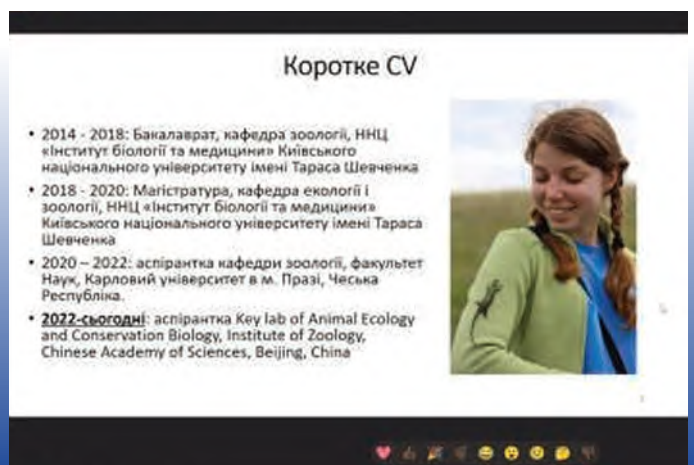 Коротке CV
• 2014 - 2018: Бакалаврат, кафедра зоології, ННЦ
«Інститут біології та медицини» Київського
національного університету імені Тараса Шевченка
• 2018 - 2020: Магістратура, кафедра екології і
зоології, ННЦ «Інститут біології та медицини»
Київського національного університету імені Тараса
Шевченка
• 2020 – 2022: аспірантка кафедри зоології, факультет
Наук, Карловий університет в м. Празі, Чеська
Республіка.
• 2022-сьогодні: аспірантка Key lab of Animal Ecology
and Conservation Biology, Institute of Zoology,
Chinese Academy of Sciences, Beijing, China